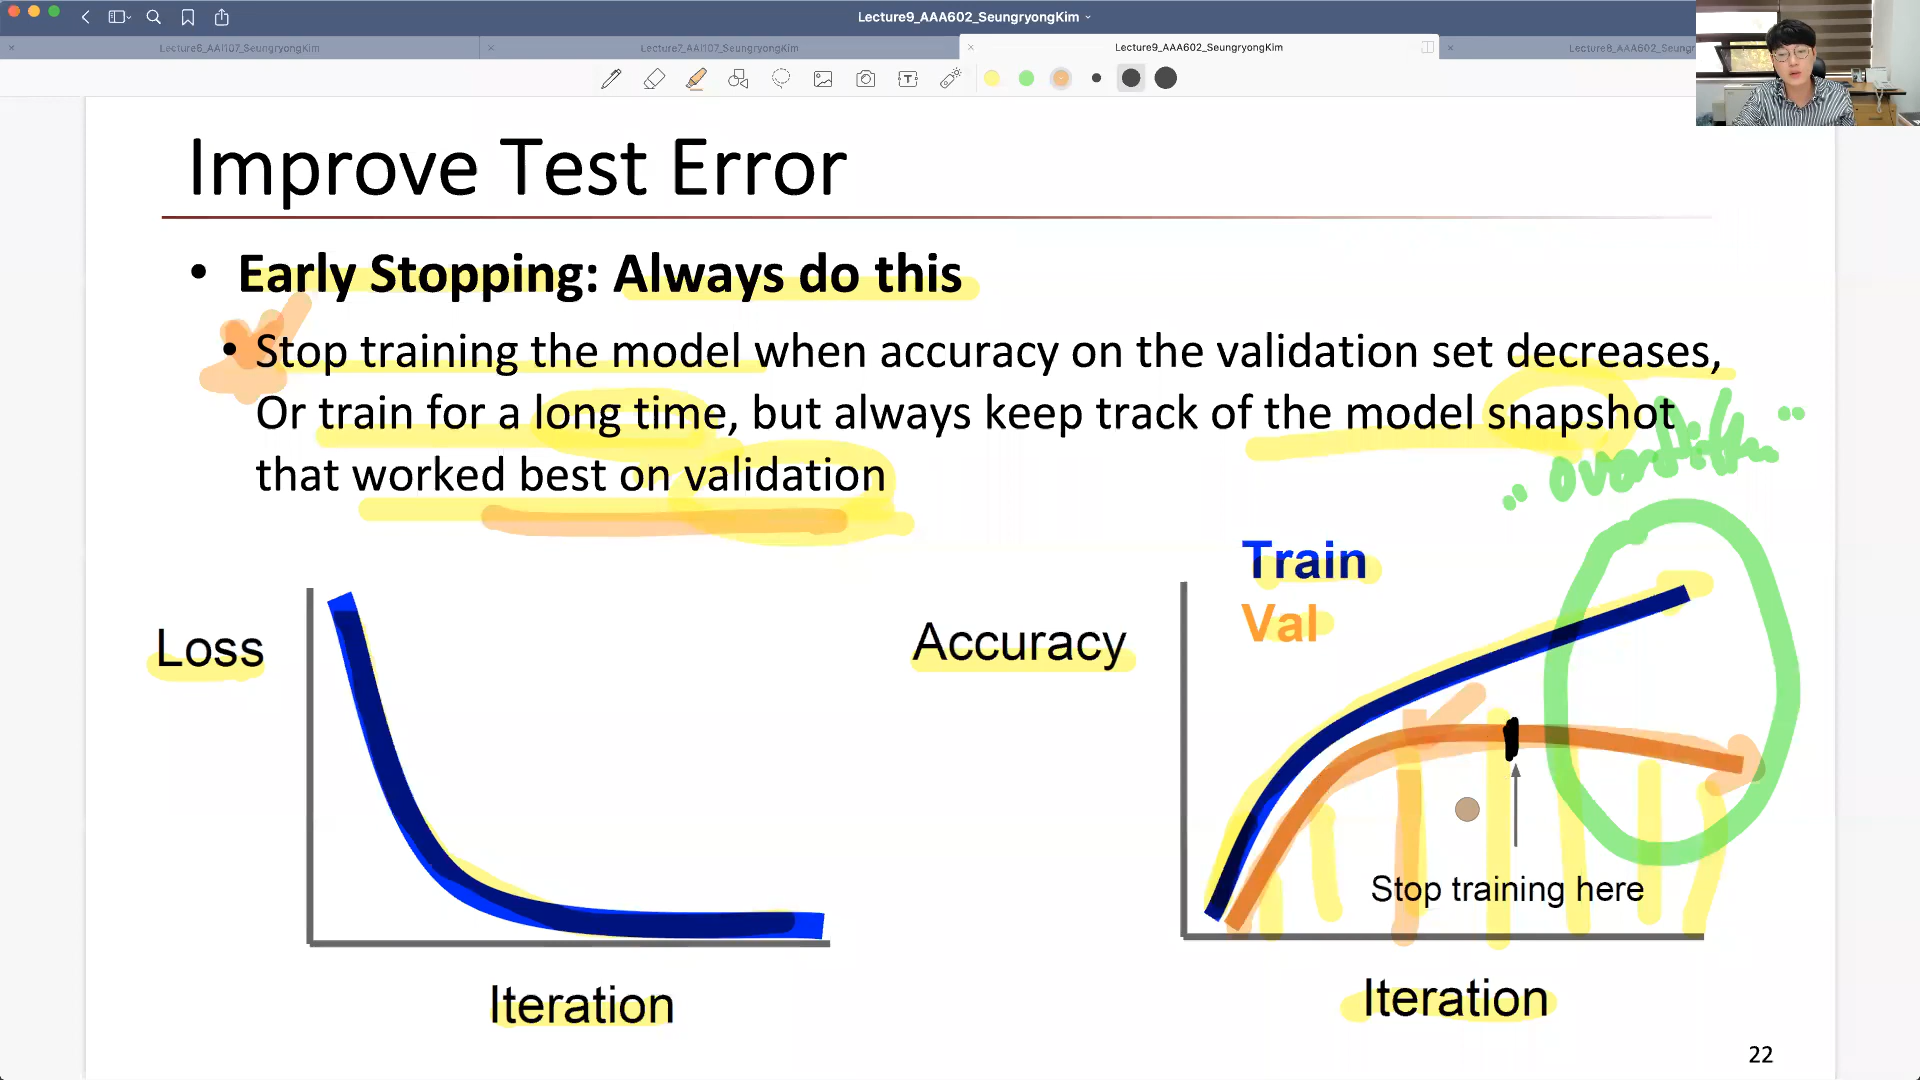 Lecture9_AAA602_SeungryongKim
Lecture6_AAI107_SeungryongKim
Lecture7_AAI107_SeungryongKim
Lecture9_AAA602_SeungryongKim
Lecture8_AAA602_Seungr
Improve Test Error
• Early Stopping: Always do this
• Stop training the model when accuracy on the validation set decreases,
Or train for a long time, but always keep track of the model snapshot
that worked best on validation
Train
Val
Loss
Accuracy
Stop training here
Iteration
Iteration
22